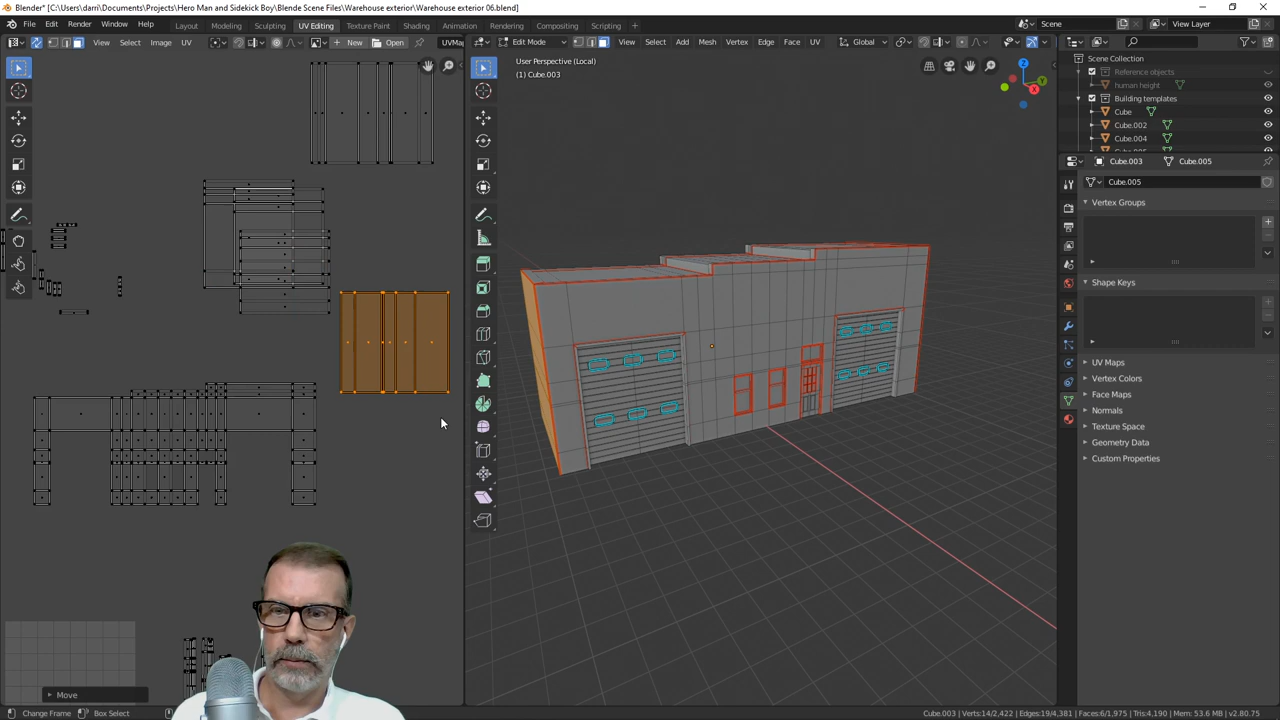 Blender* [C:\Users\darri\Documents\Projects\Hero Man and Sidekick Boy\Blende Scene Files\Warehouse exterior\Warehouse exterior 06.blend]
File Edit Render Window Help Layout Modeling Sculpting UV Editing Texture Paint Shading Animation Rendering Compositing Scripting Scene View Layer
View Select Image UV New Open UVMap Edit Mode View Select Add Mesh Vertex Edge Face UV Global
User Perspective (Local)
(1) Cube.003
Scene Collection
Reference objects
human height
Building templates
Cube
Cube.002
Cube.004
Cube.003 Cube.005
Cube.005
Vertex Groups
Shape Keys
UV Maps
Vertex Colors
Face Maps
Normals
Texture Space
Geometry Data
Custom Properties
Z
Y
X
Move
Change Frame Box Select Cube.003 | Verts:14/2,422 | Edges:19/4,381 | Faces:6/1,975 | Tris:4,190 | Mem: 53.6 MB | v2.80.75